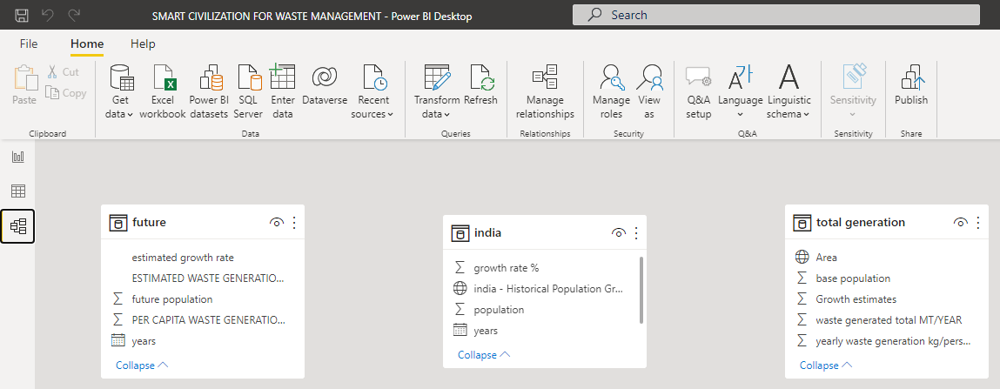 SMART CIVILIZATION FOR WASTE MANAGEMENT - Power BI Desktop
Search
File Home Help
Paste
Cut
Copy
Get data
Excel workbook
Power BI datasets
SQL Server
Enter data
Dataverse
Recent sources
Transform data
Refresh
Manage relationships
Manage roles
View as
Q&A setup
Language
Linguistic schema
Sensitivity
Publish
Clipboard
Data
Queries
Relationships
Security
Q&A
Sensitivity
Share
future
estimated growth rate
ESTIMATED WASTE GENERATIO...
future population
PER CAPITA WASTE GENERATIO...
years
Collapse
india
growth rate %
india - Historical Population Gr...
population
years
Collapse
total generation
Area
base population
Growth estimates
waste generated total MT/YEAR
yearly waste generation kg/pers...
Collapse